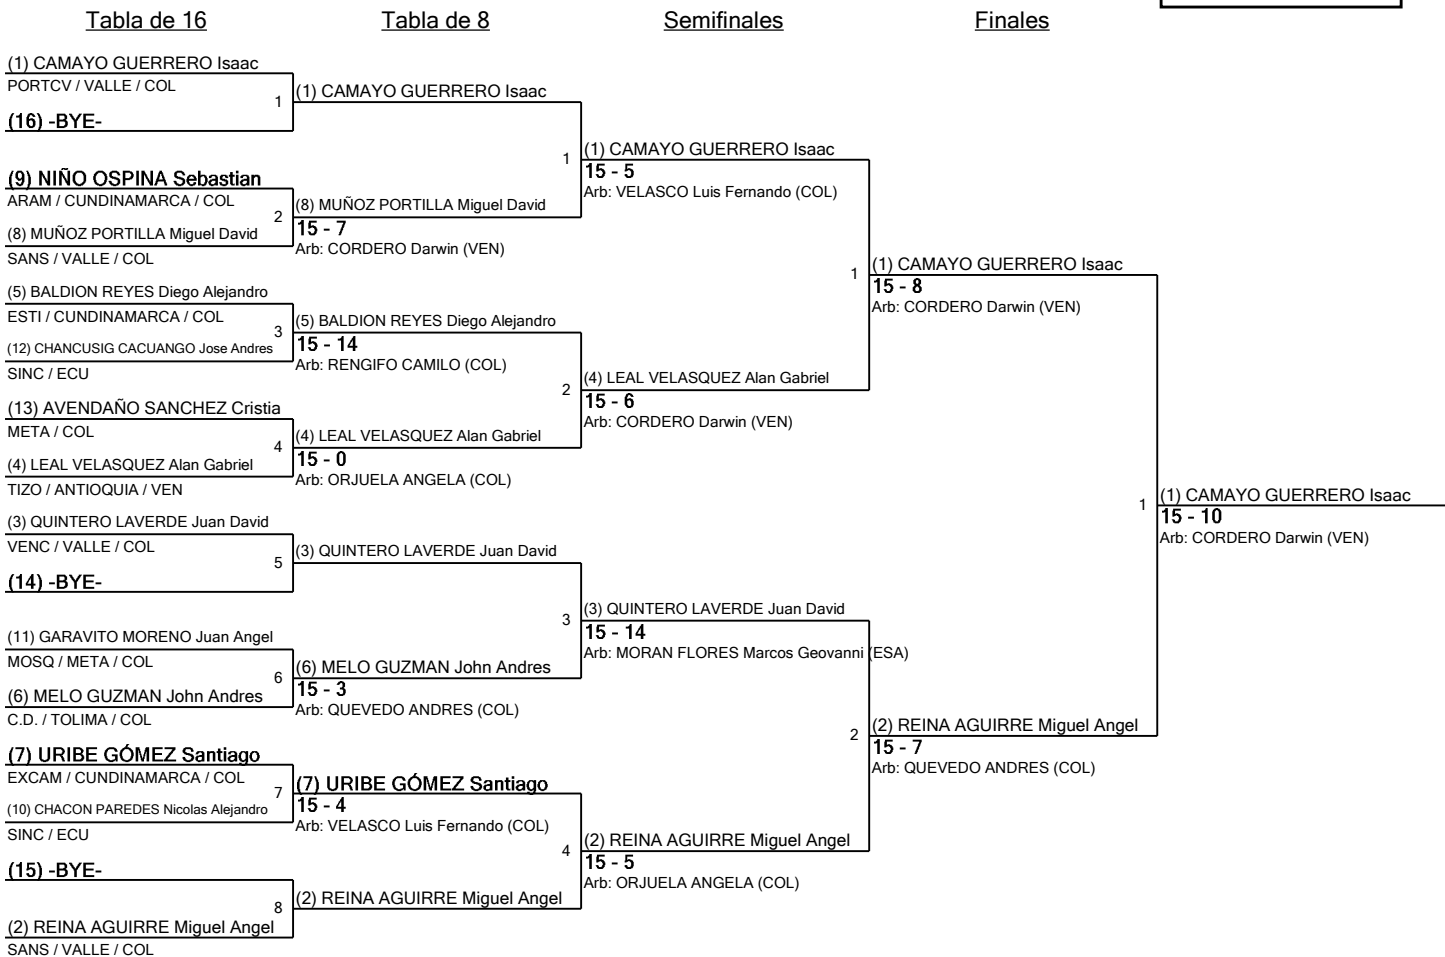 Tabla de 16
Tabla de 8
Semifinales
Finales
(1) CAMAYO GUERRERO Isaac
PORTCV / VALLE / COL
1
(16) -BYE-
(9) NIÑO OSPINA Sebastian
ARAM / CUNDINAMARCA / COL
2
(8) MUÑOZ PORTILLA Miguel David
SANS / VALLE / COL
(5) BALDION REYES Diego Alejandro
ESTI / CUNDINAMARCA / COL
3
(12) CHANCUSIG CACUANGO Jose Andres
SINC / ECU
(13) AVENDAÑO SANCHEZ Cristia
META / COL
4
(4) LEAL VELASQUEZ Alan Gabriel
TIZO / ANTIOQUIA / VEN
(3) QUINTERO LAVERDE Juan David
VENC / VALLE / COL
5
(14) -BYE-
(11) GARAVITO MORENO Juan Angel
MOSQ / META / COL
6
(6) MELO GUZMAN John Andres
C.D. / TOLIMA / COL
(7) URIBE GÓMEZ Santiago
EXCAM / CUNDINAMARCA / COL
7
(10) CHACON PAREDES Nicolas Alejandro
SINC / ECU
(15) -BYE-
8
(2) REINA AGUIRRE Miguel Angel
SANS / VALLE / COL
(1) CAMAYO GUERRERO Isaac
1
(8) MUÑOZ PORTILLA Miguel David
15 - 7
Arb: CORDERO Darwin (VEN)
(5) BALDION REYES Diego Alejandro
15 - 14
Arb: RENGIFO CAMILO (COL)
2
(4) LEAL VELASQUEZ Alan Gabriel
15 - 0
Arb: ORJUELA ANGELA (COL)
(3) QUINTERO LAVERDE Juan David
3
(6) MELO GUZMAN John Andres
15 - 3
Arb: QUEVEDO ANDRES (COL)
(7) URIBE GÓMEZ Santiago
15 - 4
Arb: VELASCO Luis Fernando (COL)
4
(2) REINA AGUIRRE Miguel Angel
(1) CAMAYO GUERRERO Isaac
15 - 5
Arb: VELASCO Luis Fernando (COL)
1
(4) LEAL VELASQUEZ Alan Gabriel
15 - 6
Arb: CORDERO Darwin (VEN)
(3) QUINTERO LAVERDE Juan David
15 - 14
Arb: MORAN FLORES Marcos Geovanni (ESA)
2
(2) REINA AGUIRRE Miguel Angel
15 - 5
Arb: ORJUELA ANGELA (COL)
(1) CAMAYO GUERRERO Isaac
15 - 8
Arb: CORDERO Darwin (VEN)
1
(2) REINA AGUIRRE Miguel Angel
15 - 7
Arb: QUEVEDO ANDRES (COL)
(1) CAMAYO GUERRERO Isaac
15 - 10
Arb: CORDERO Darwin (VEN)